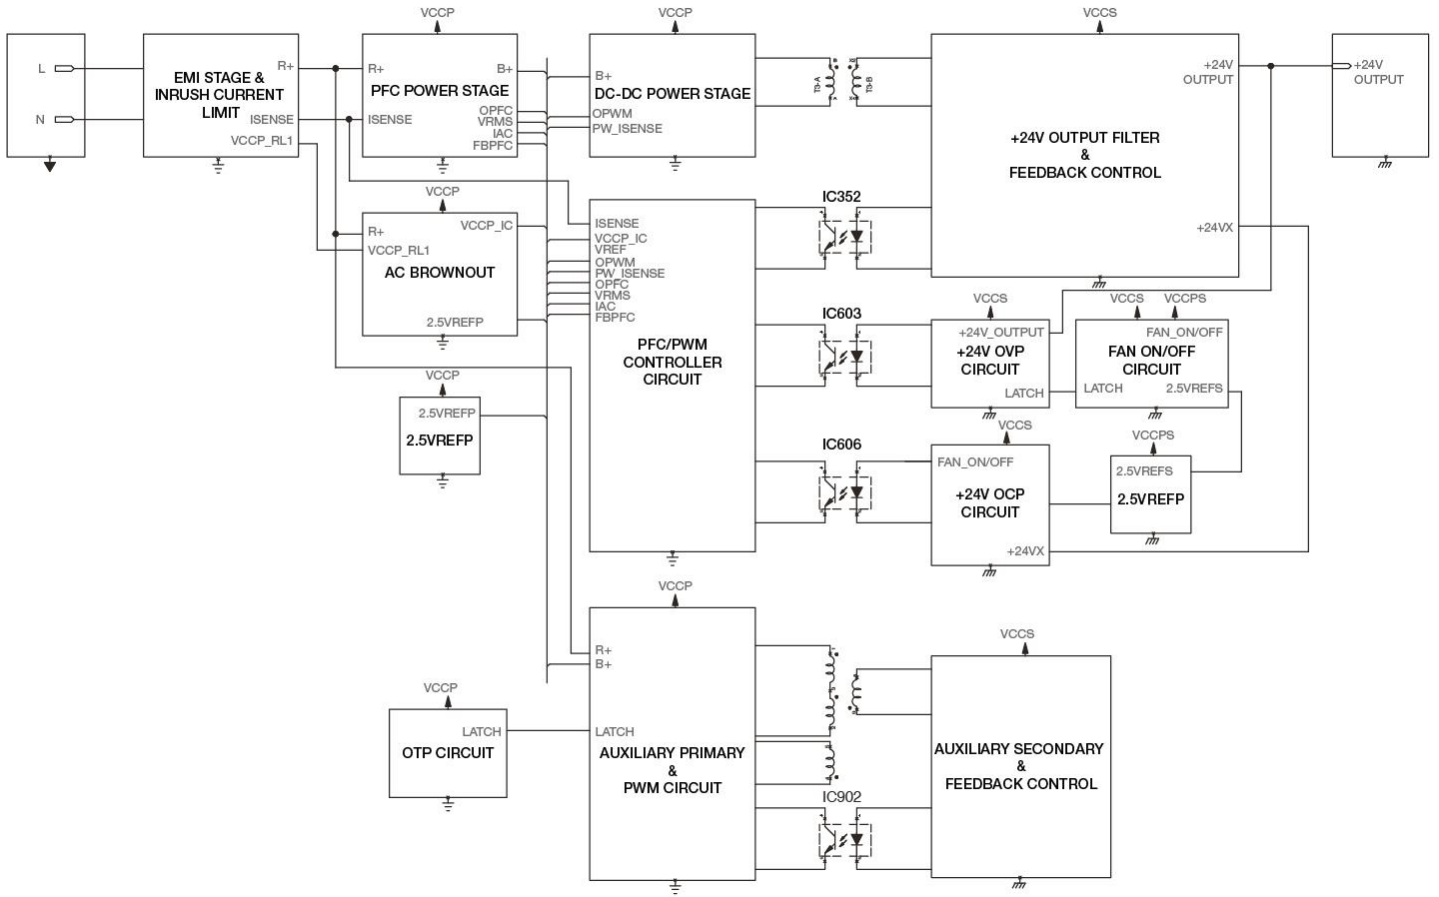 VCCP
VCCP
VCCS
L
N
EMI STAGE &
INRUSH CURRENT
LIMIT
R+
ISENSE
VCCP_RL1
R+
ISENSE
PFC POWER STAGE
B+
OPFC
VRMS
IAC
FBPFC
B+
DC-DC POWER STAGE
OPWM
PW_ISENSE
T3-A
T3-B
+24V
OUTPUT
+24V OUTPUT FILTER
&
FEEDBACK CONTROL
+24VX
+24V
OUTPUT
VCCP
R+
VCCP_RL1
VCCP_IC
AC BROWNOUT
2.5VREFP
VCCP
2.5VREFP
2.5VREFP
ISENSE
VCCP_IC
VREF
OPWM
PW_ISENSE
OPFC
VRMS
IAC
FBPFC
PFC/PWM
CONTROLLER
CIRCUIT
IC352
IC603
IC606
VCCS
+24V_OUTPUT
+24V OVP
CIRCUIT
LATCH
VCCS
VCCPS
FAN_ON/OFF
FAN ON/OFF
CIRCUIT
LATCH
2.5VREFS
VCCS
FAN_ON/OFF
+24V OCP
CIRCUIT
+24VX
VCCPS
2.5VREFS
2.5VREFP
VCCP
R+
B+
LATCH
AUXILIARY PRIMARY
&
PWM CIRCUIT
VCCP
LATCH
OTP CIRCUIT
IC902
VCCS
AUXILIARY SECONDARY
&
FEEDBACK CONTROL